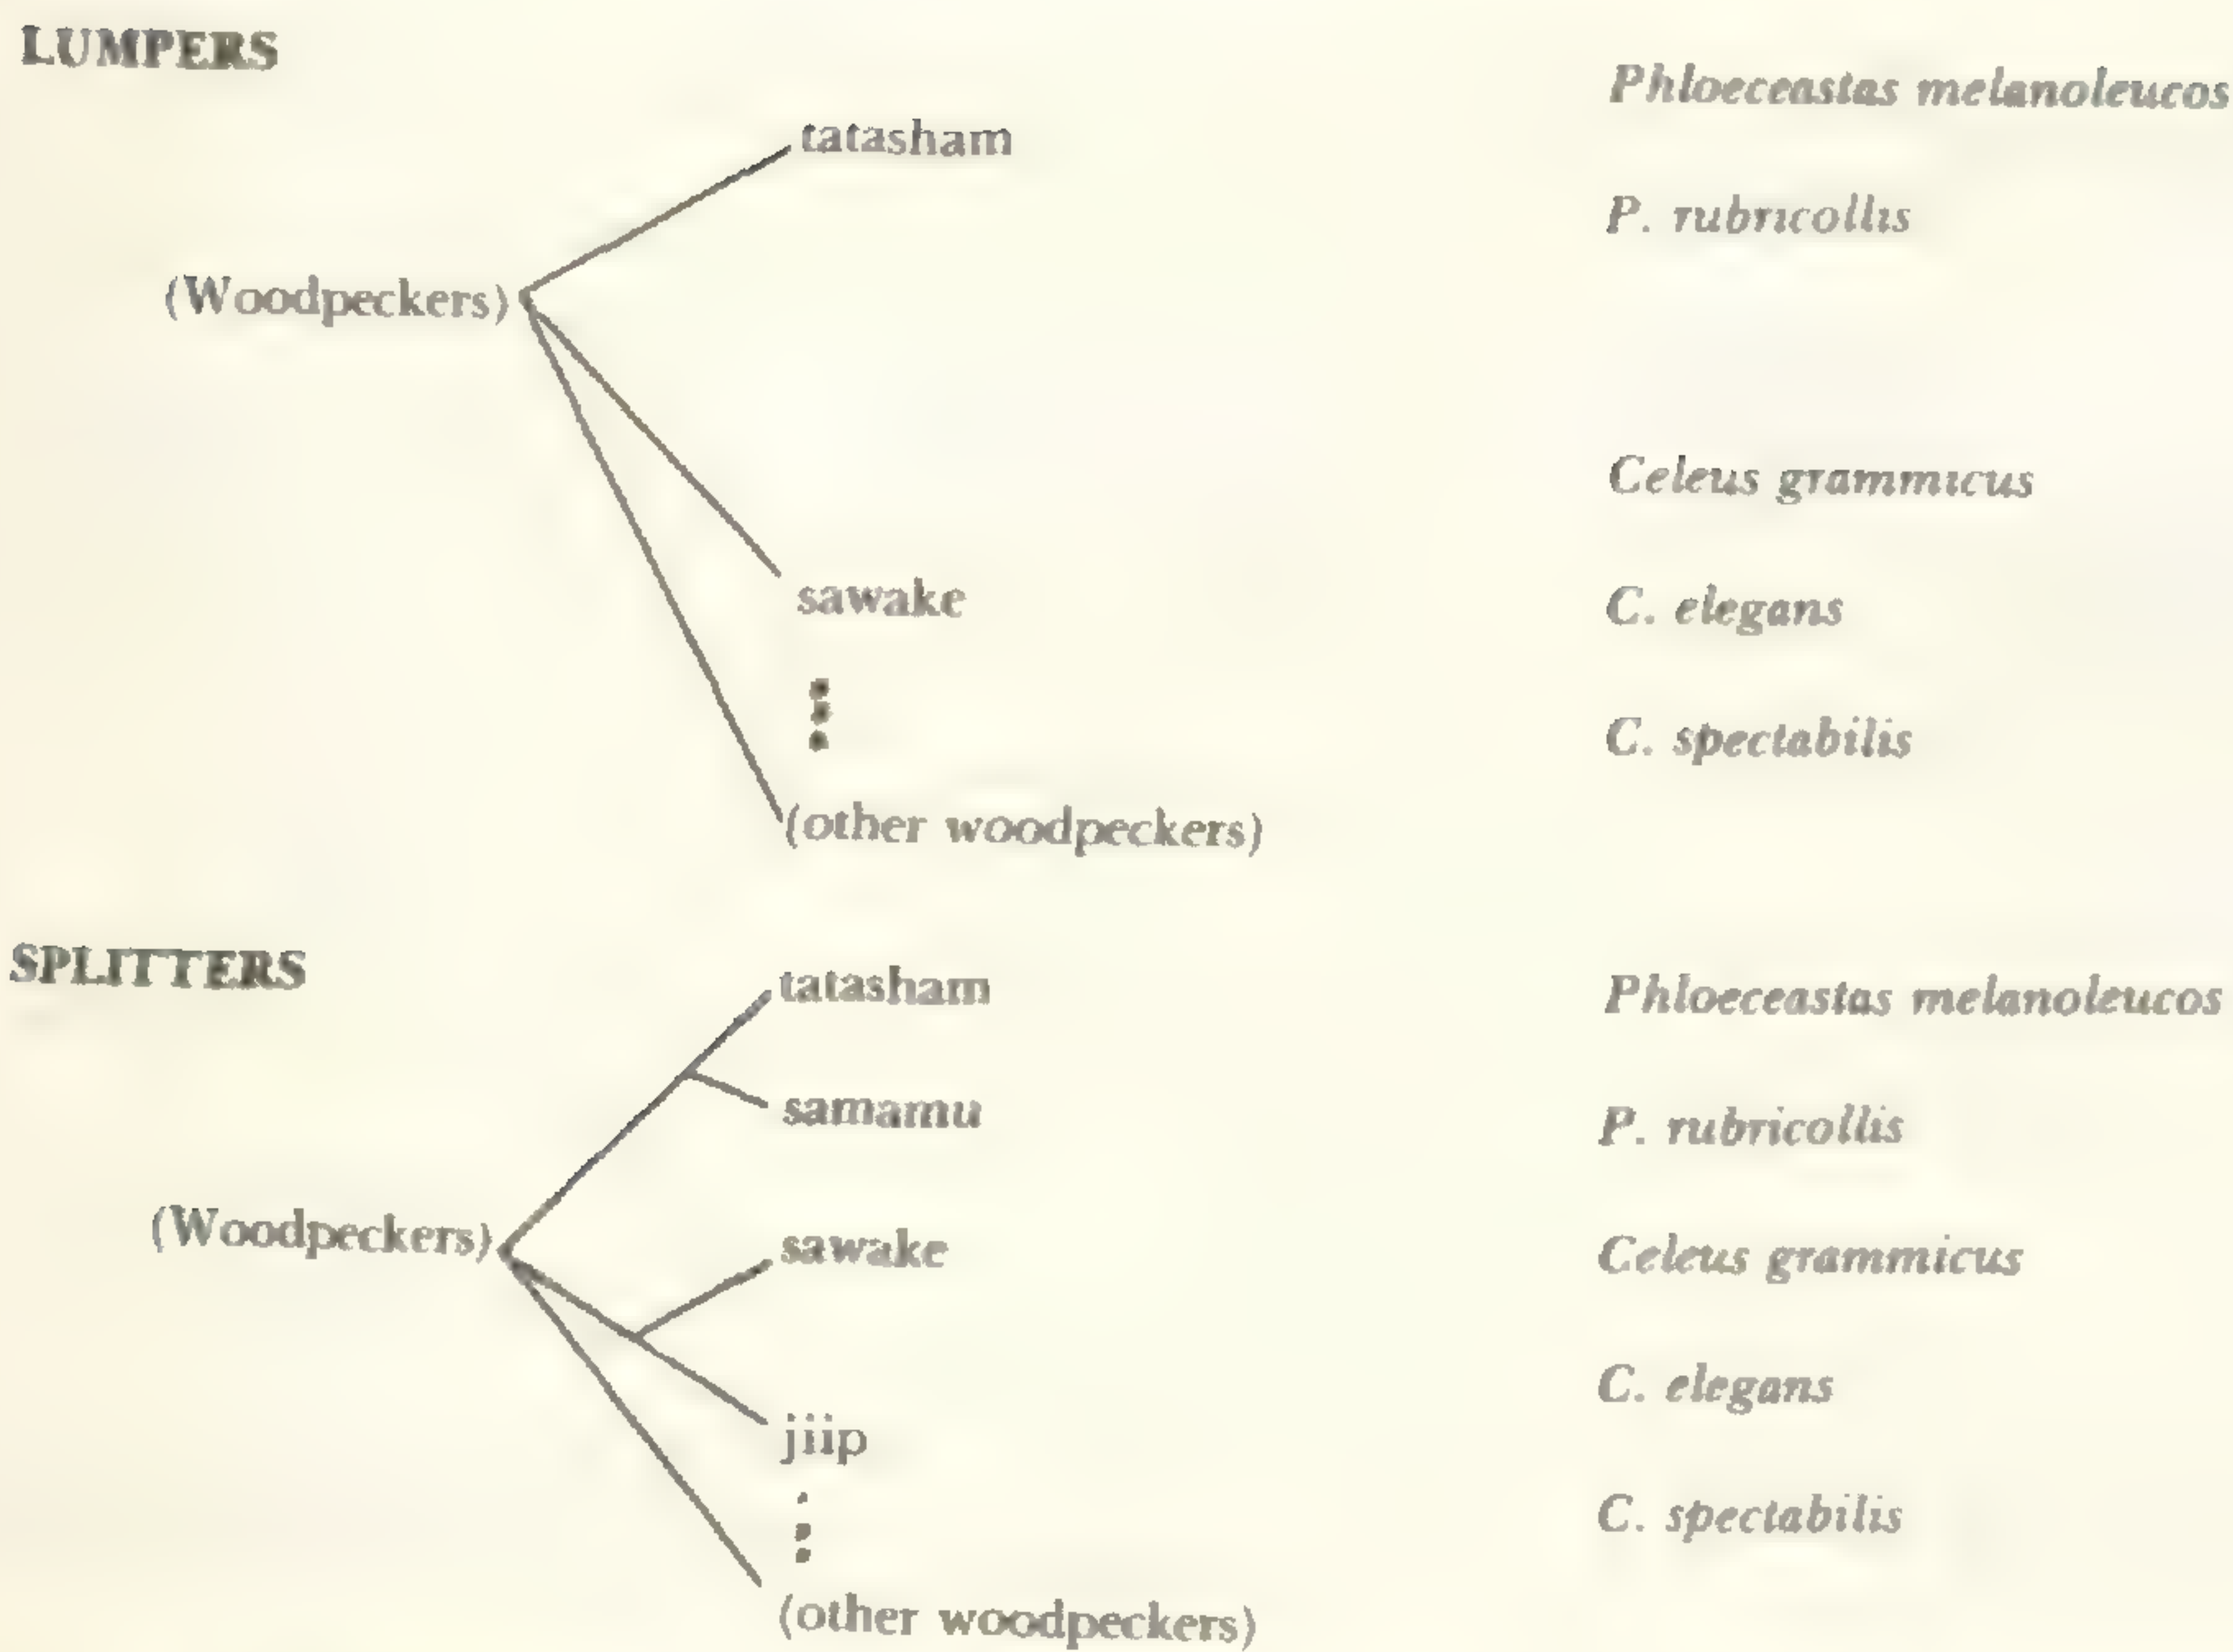 LUMPERS
Phloeceastas melanoleucos
tatasham
P. rubricollis
(Woodpeckers)
Celeus grammicus
sawake
C. elegans
C. spectabilis
(other woodpeckers)
SPLITTERS
tatasham
Phloeceastas melanoleucos
samamu
P. rubricollis
(Woodpeckers)
sawake
Celeus grammicus
C. elegans
jiip
C. spectabilis
(other woodpeckers)